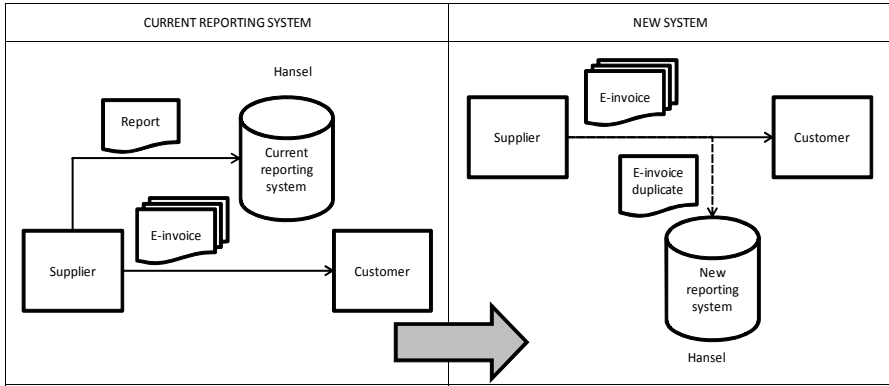 CURRENT REPORTING SYSTEM
Hansel
Report
Current
reporting
system
E-invoice
Supplier
Customer
NEW SYSTEM
E-invoice
Supplier
Customer
E-invoice
duplicate
New
reporting
system
Hansel